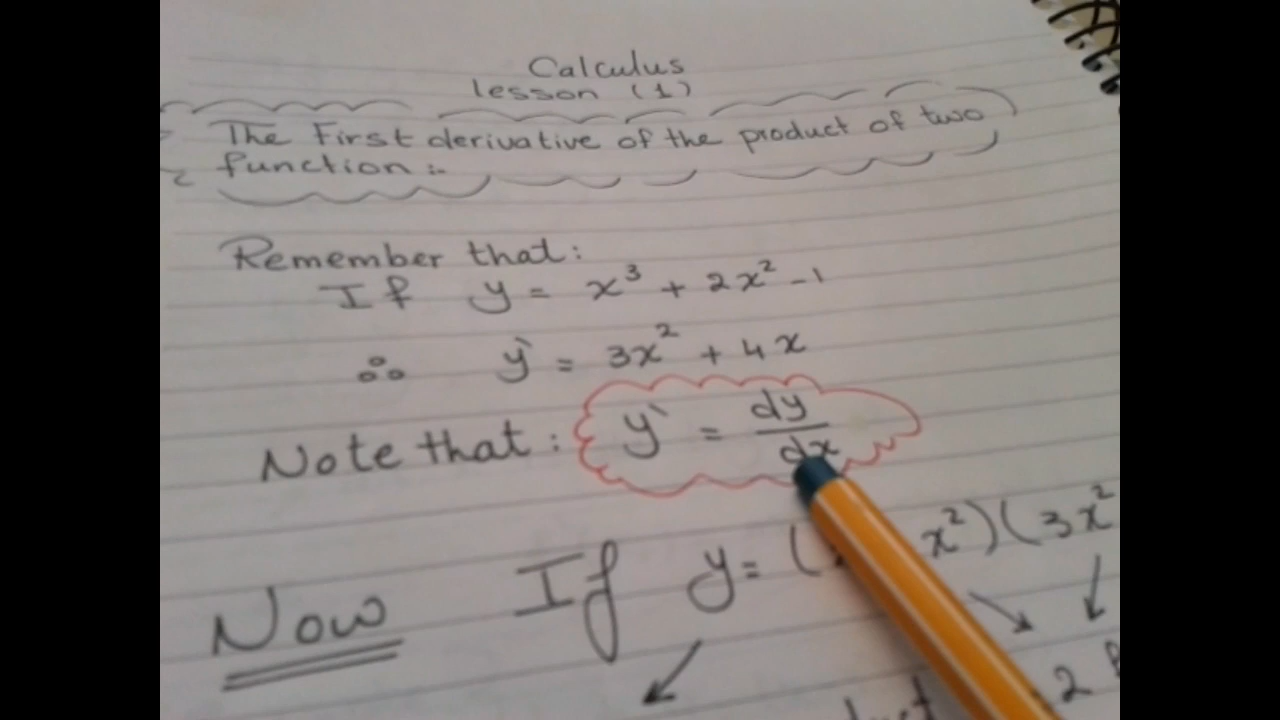 Calculus
lesson (1)
The First derivative of the product of two
function :-
Remember that:
If y = x³ + 2x² - 1
∴ y` = 3x² + 4x
Note that : y` = dy/dx
Now If y = ( x²)(3x²
2